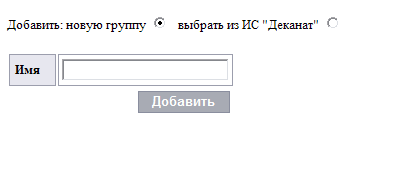 Добавить: новую группу выбрать из ИС "Деканат"
Имя
Добавить